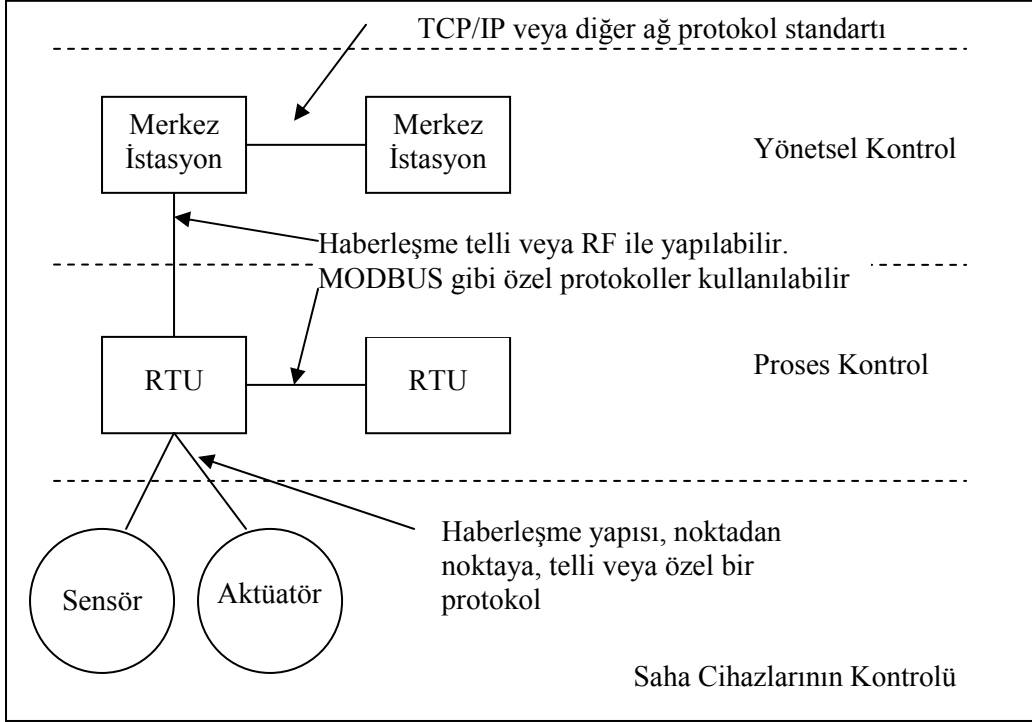 TCP/IP veya diğer ağ protokol standartı
Merkez
İstasyon
Merkez
İstasyon
Yönetsel Kontrol
Haberleşme telli veya RF ile yapılabilir.
MODBUS gibi özel protokoller kullanılabilir
RTU
RTU
Proses Kontrol
Haberleşme yapısı, noktadan
noktaya, telli veya özel bir
protokol
Sensör
Aktüatör
Saha Cihazlarının Kontrolü